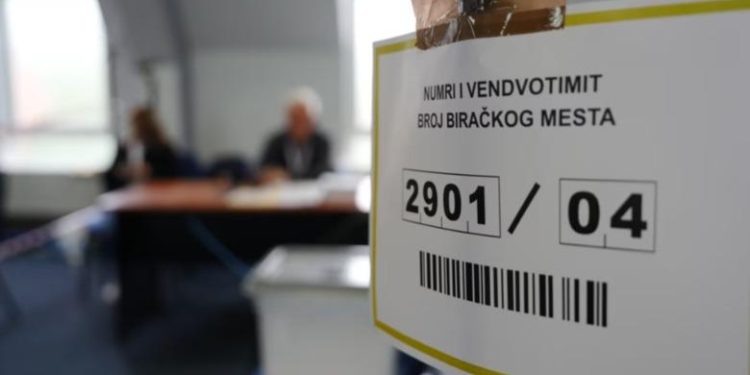 NUMRI I VENDVOTIMIT
BROJ BIRAČKOG MESTA
2901 / 04